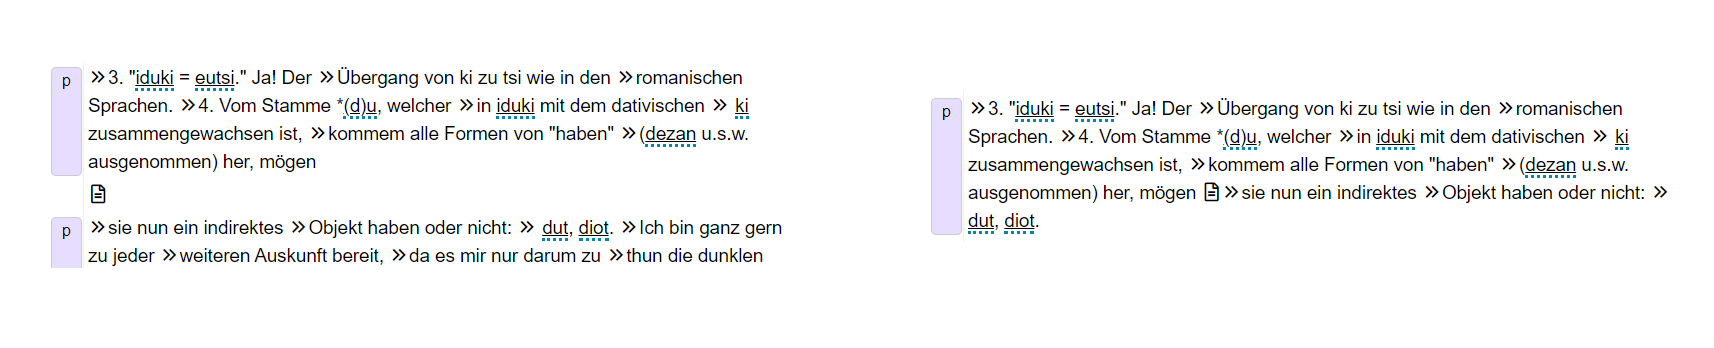 p
»3. "iduki = eutsi." Ja! Der »Übergang von ki zu tsi wie in den »romanischen
Sprachen. »4. Vom Stamme *(d)u, welcher »in iduki mit dem dativischen » ki
zusammengewachsen ist, »kommem alle Formen von "haben" »(dezan u.s.w.
ausgenommen) her, mögen
p
»sie nun ein indirektes »Objekt haben oder nicht: » dut, diot. »Ich bin ganz gern
zu jeder »weiteren Auskunft bereit, »da es mir nur darum zu »thun die dunklen
p
»3. "iduki = eutsi." Ja! Der »Übergang von ki zu tsi wie in den »romanischen
Sprachen. »4. Vom Stamme *(d)u, welcher »in iduki mit dem dativischen » ki
zusammengewachsen ist, »kommem alle Formen von "haben" »(dezan u.s.w.
ausgenommen) her, mögen »sie nun ein indirektes »Objekt haben oder nicht: »
dut, diot.